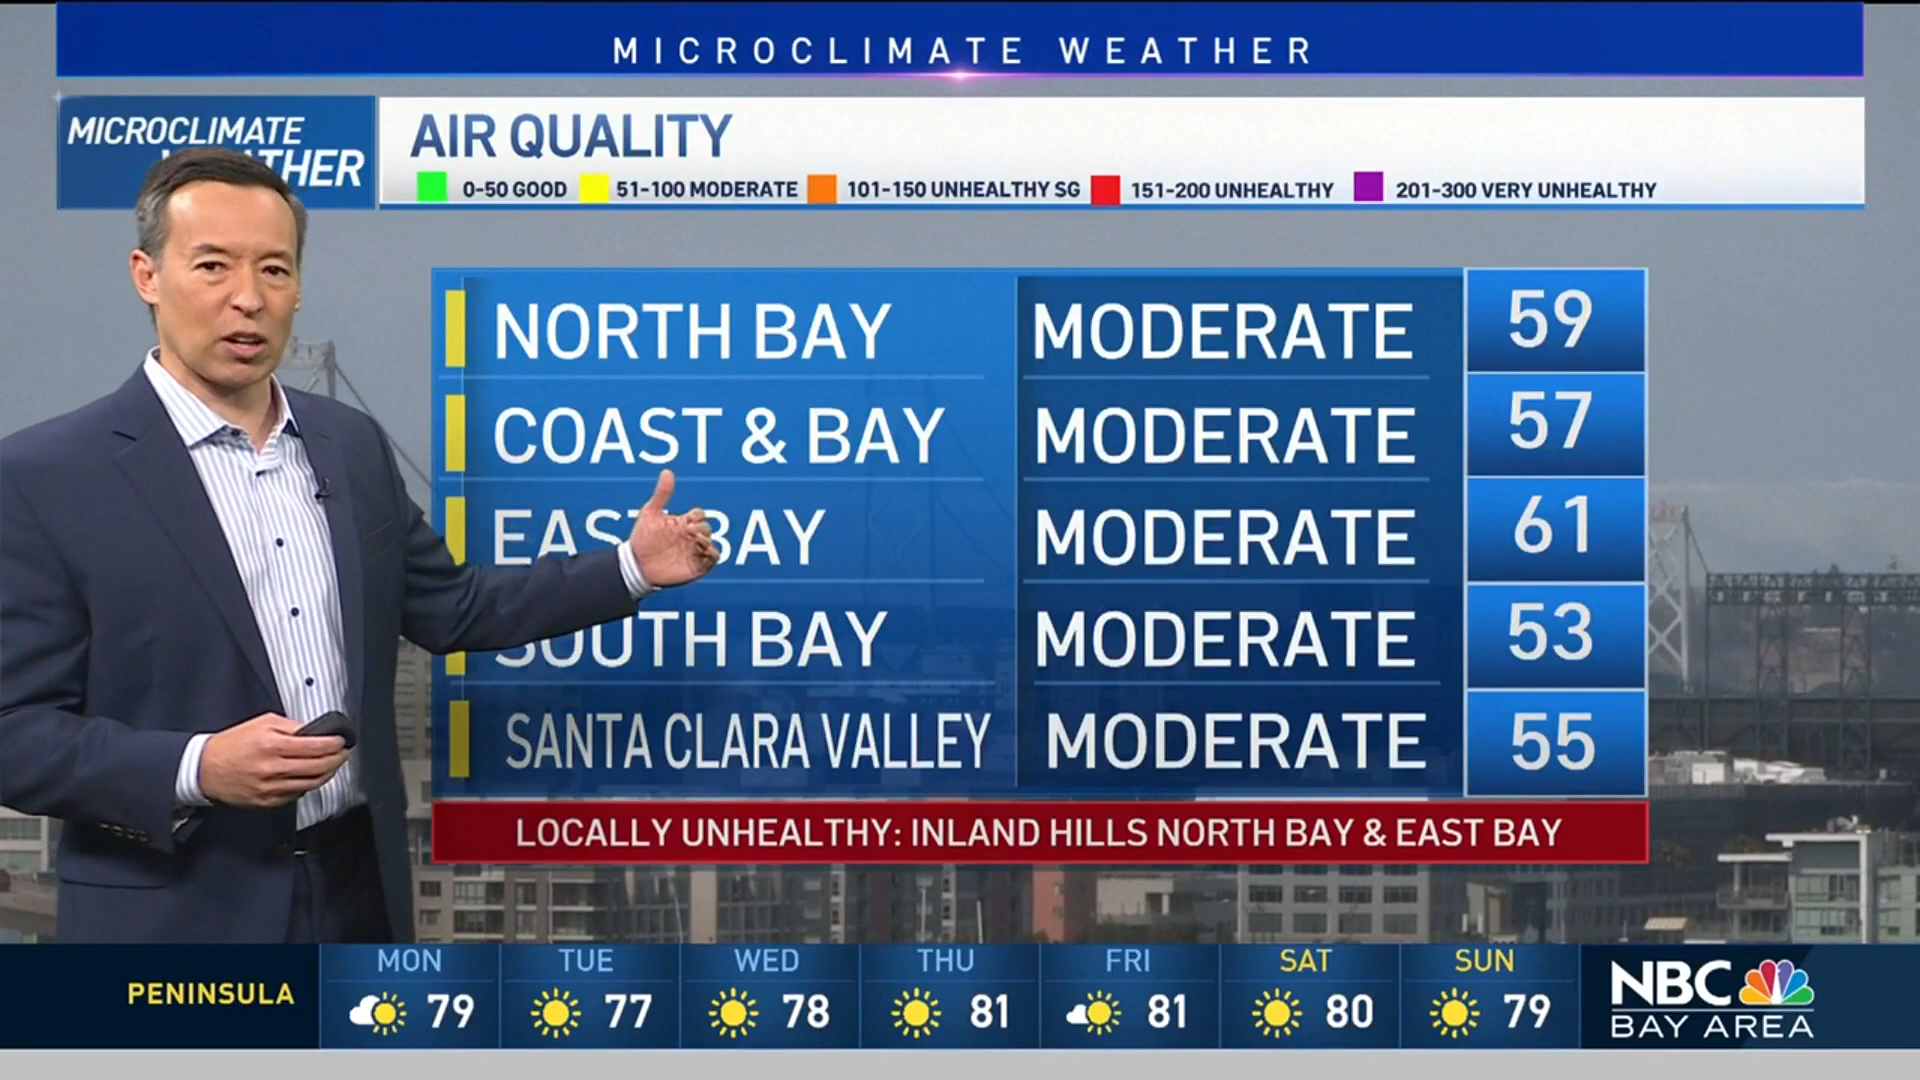 MICROCLIMATE WEATHER
MICROCLIMATE
WEATHER
AIR QUALITY
0-50 GOOD 51-100 MODERATE 101-150 UNHEALTHY SG 151-200 UNHEALTHY 201-300 VERY UNHEALTHY
NORTH BAY MODERATE 59
COAST & BAY MODERATE 57
EAST BAY MODERATE 61
SOUTH BAY MODERATE 53
SANTA CLARA VALLEY MODERATE 55
LOCALLY UNHEALTHY: INLAND HILLS NORTH BAY & EAST BAY
PENINSULA
MON TUE WED THU FRI SAT SUN
79 77 78 81 81 80 79
NBC
BAY AREA